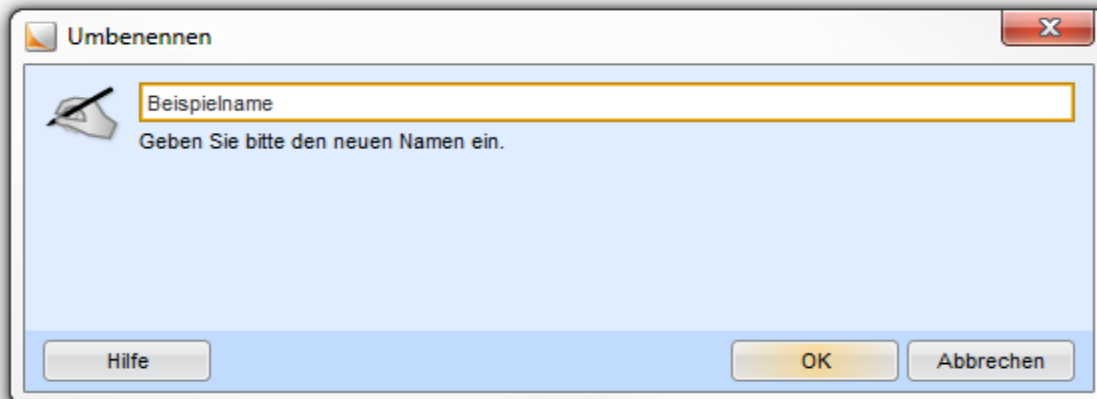 Umbenennen
Beispielname
Geben Sie bitte den neuen Namen ein.
Hilfe
OK
Abbrechen